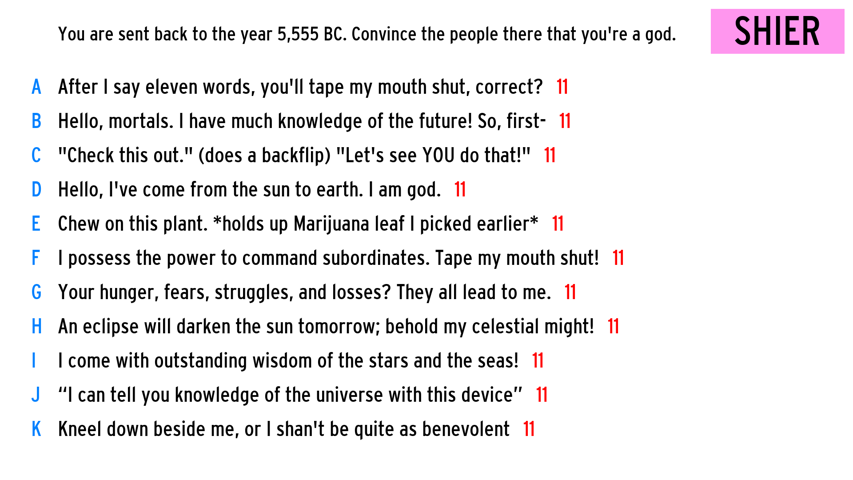 You are sent back to the year 5,555 BC. Convince the people there that you're a god.
SHIER
A After I say eleven words, you'll tape my mouth shut, correct? 11
B Hello, mortals. I have much knowledge of the future! So, first- 11
C "Check this out." (does a backflip) "Let's see YOU do that!" 11
D Hello, I've come from the sun to earth. I am god. 11
E Chew on this plant. *holds up Marijuana leaf I picked earlier* 11
F I possess the power to command subordinates. Tape my mouth shut! 11
G Your hunger, fears, struggles, and losses? They all lead to me. 11
H An eclipse will darken the sun tomorrow; behold my celestial might! 11
I I come with outstanding wisdom of the stars and the seas! 11
J “I can tell you knowledge of the universe with this device” 11
K Kneel down beside me, or I shan't be quite as benevolent 11